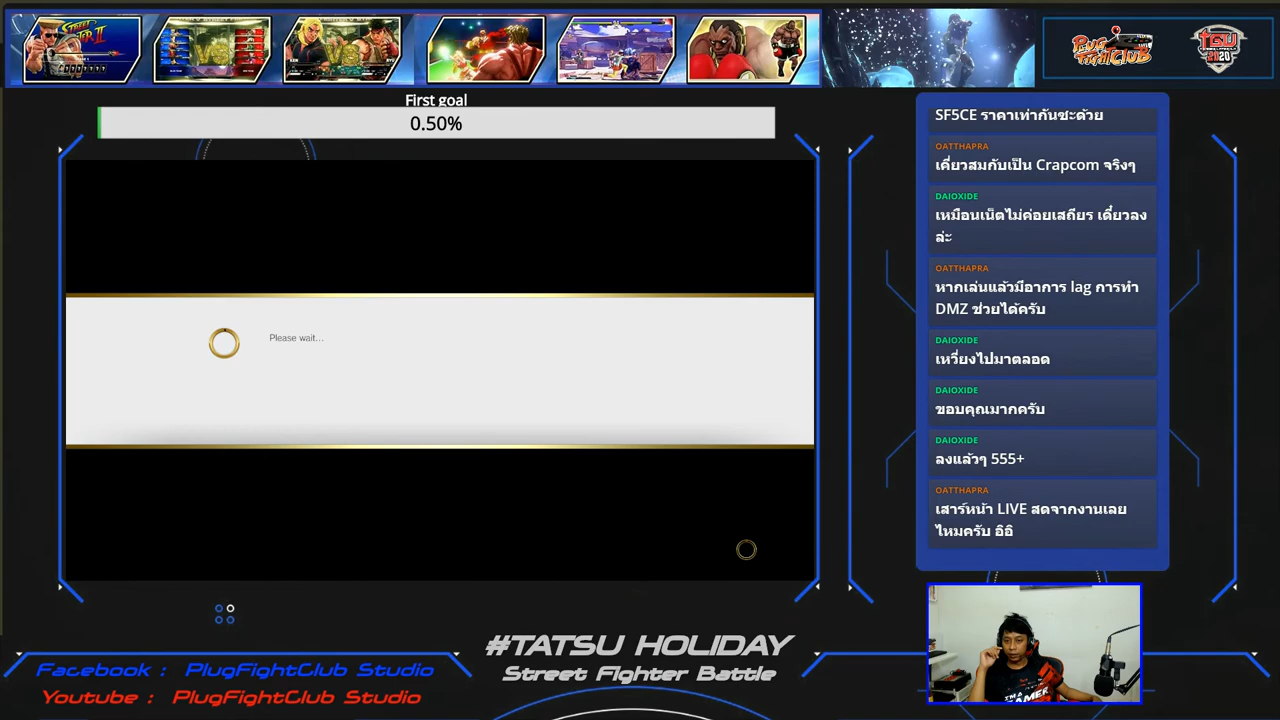 First goal
0.50%
Please wait...
SF5CE ราคาเท่ากันซะด้วย
OATTHAPRA
เคี่ยวสมกับเป็น Crapcom จริงๆ
DAIOXIDE
เหมือนเน็ตไม่ค่อยเสถียร เดี๋ยวลง
ล่ะ
OATTHAPRA
หากเล่นแล้วมีอาการ lag การทำ
DMZ ช่วยได้ครับ
DAIOXIDE
เหวี่ยงไปมาตลอด
DAIOXIDE
ขอบคุณมากครับ
DAIOXIDE
ลงแล้วๆ 555+
OATTHAPRA
เสาร์หน้า LIVE สดจากงานเลย
ไหมครับ อิอิ
#TATSU HOLIDAY
Street Fighter Battle
Facebook : PlugFightClub Studio
Youtube : PlugFightClub Studio